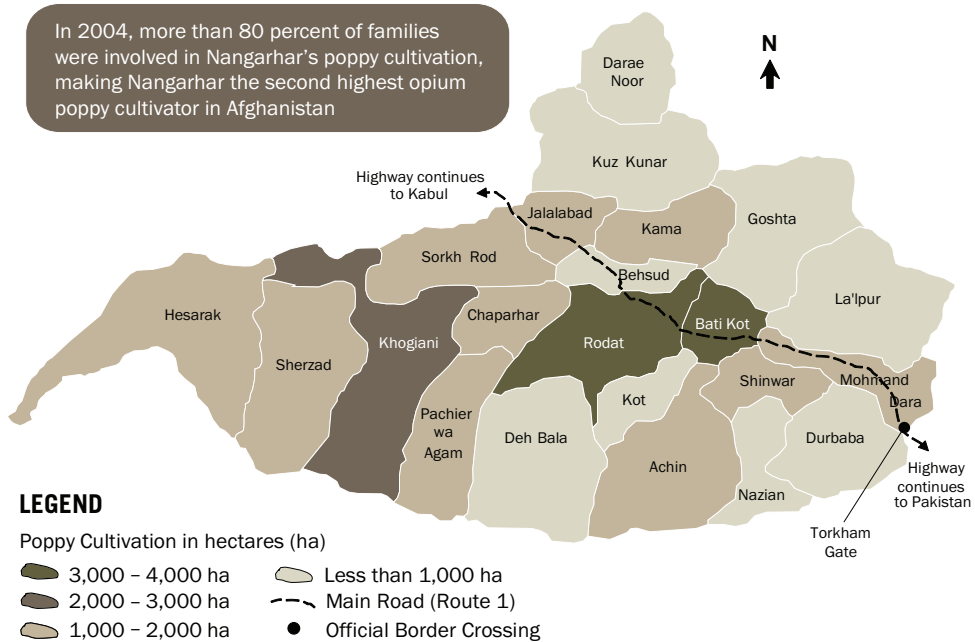 In 2004, more than 80 percent of families
were involved in Nangarhar's poppy cultivation,
making Nangarhar the second highest opium
poppy cultivator in Afghanistan
N
Darae
Noor
Kuz Kunar
Highway continues
to Kabul
Jalalabad
Kama
Goshta
Sorkh Rod
Behsud
La'lpur
Hesarak
Chaparhar
Bati Kot
Khogiani
Rodat
Sherzad
Shinwar
Mohmand
Dara
Kot
Pachier
wa
Agam
Deh Bala
Durbaba
Achin
Nazian
Highway
continues
to Pakistan
Torkham
Gate
LEGEND
Poppy Cultivation in hectares (ha)
3,000 – 4,000 ha
2,000 – 3,000 ha
1,000 – 2,000 ha
Less than 1,000 ha
Main Road (Route 1)
Official Border Crossing